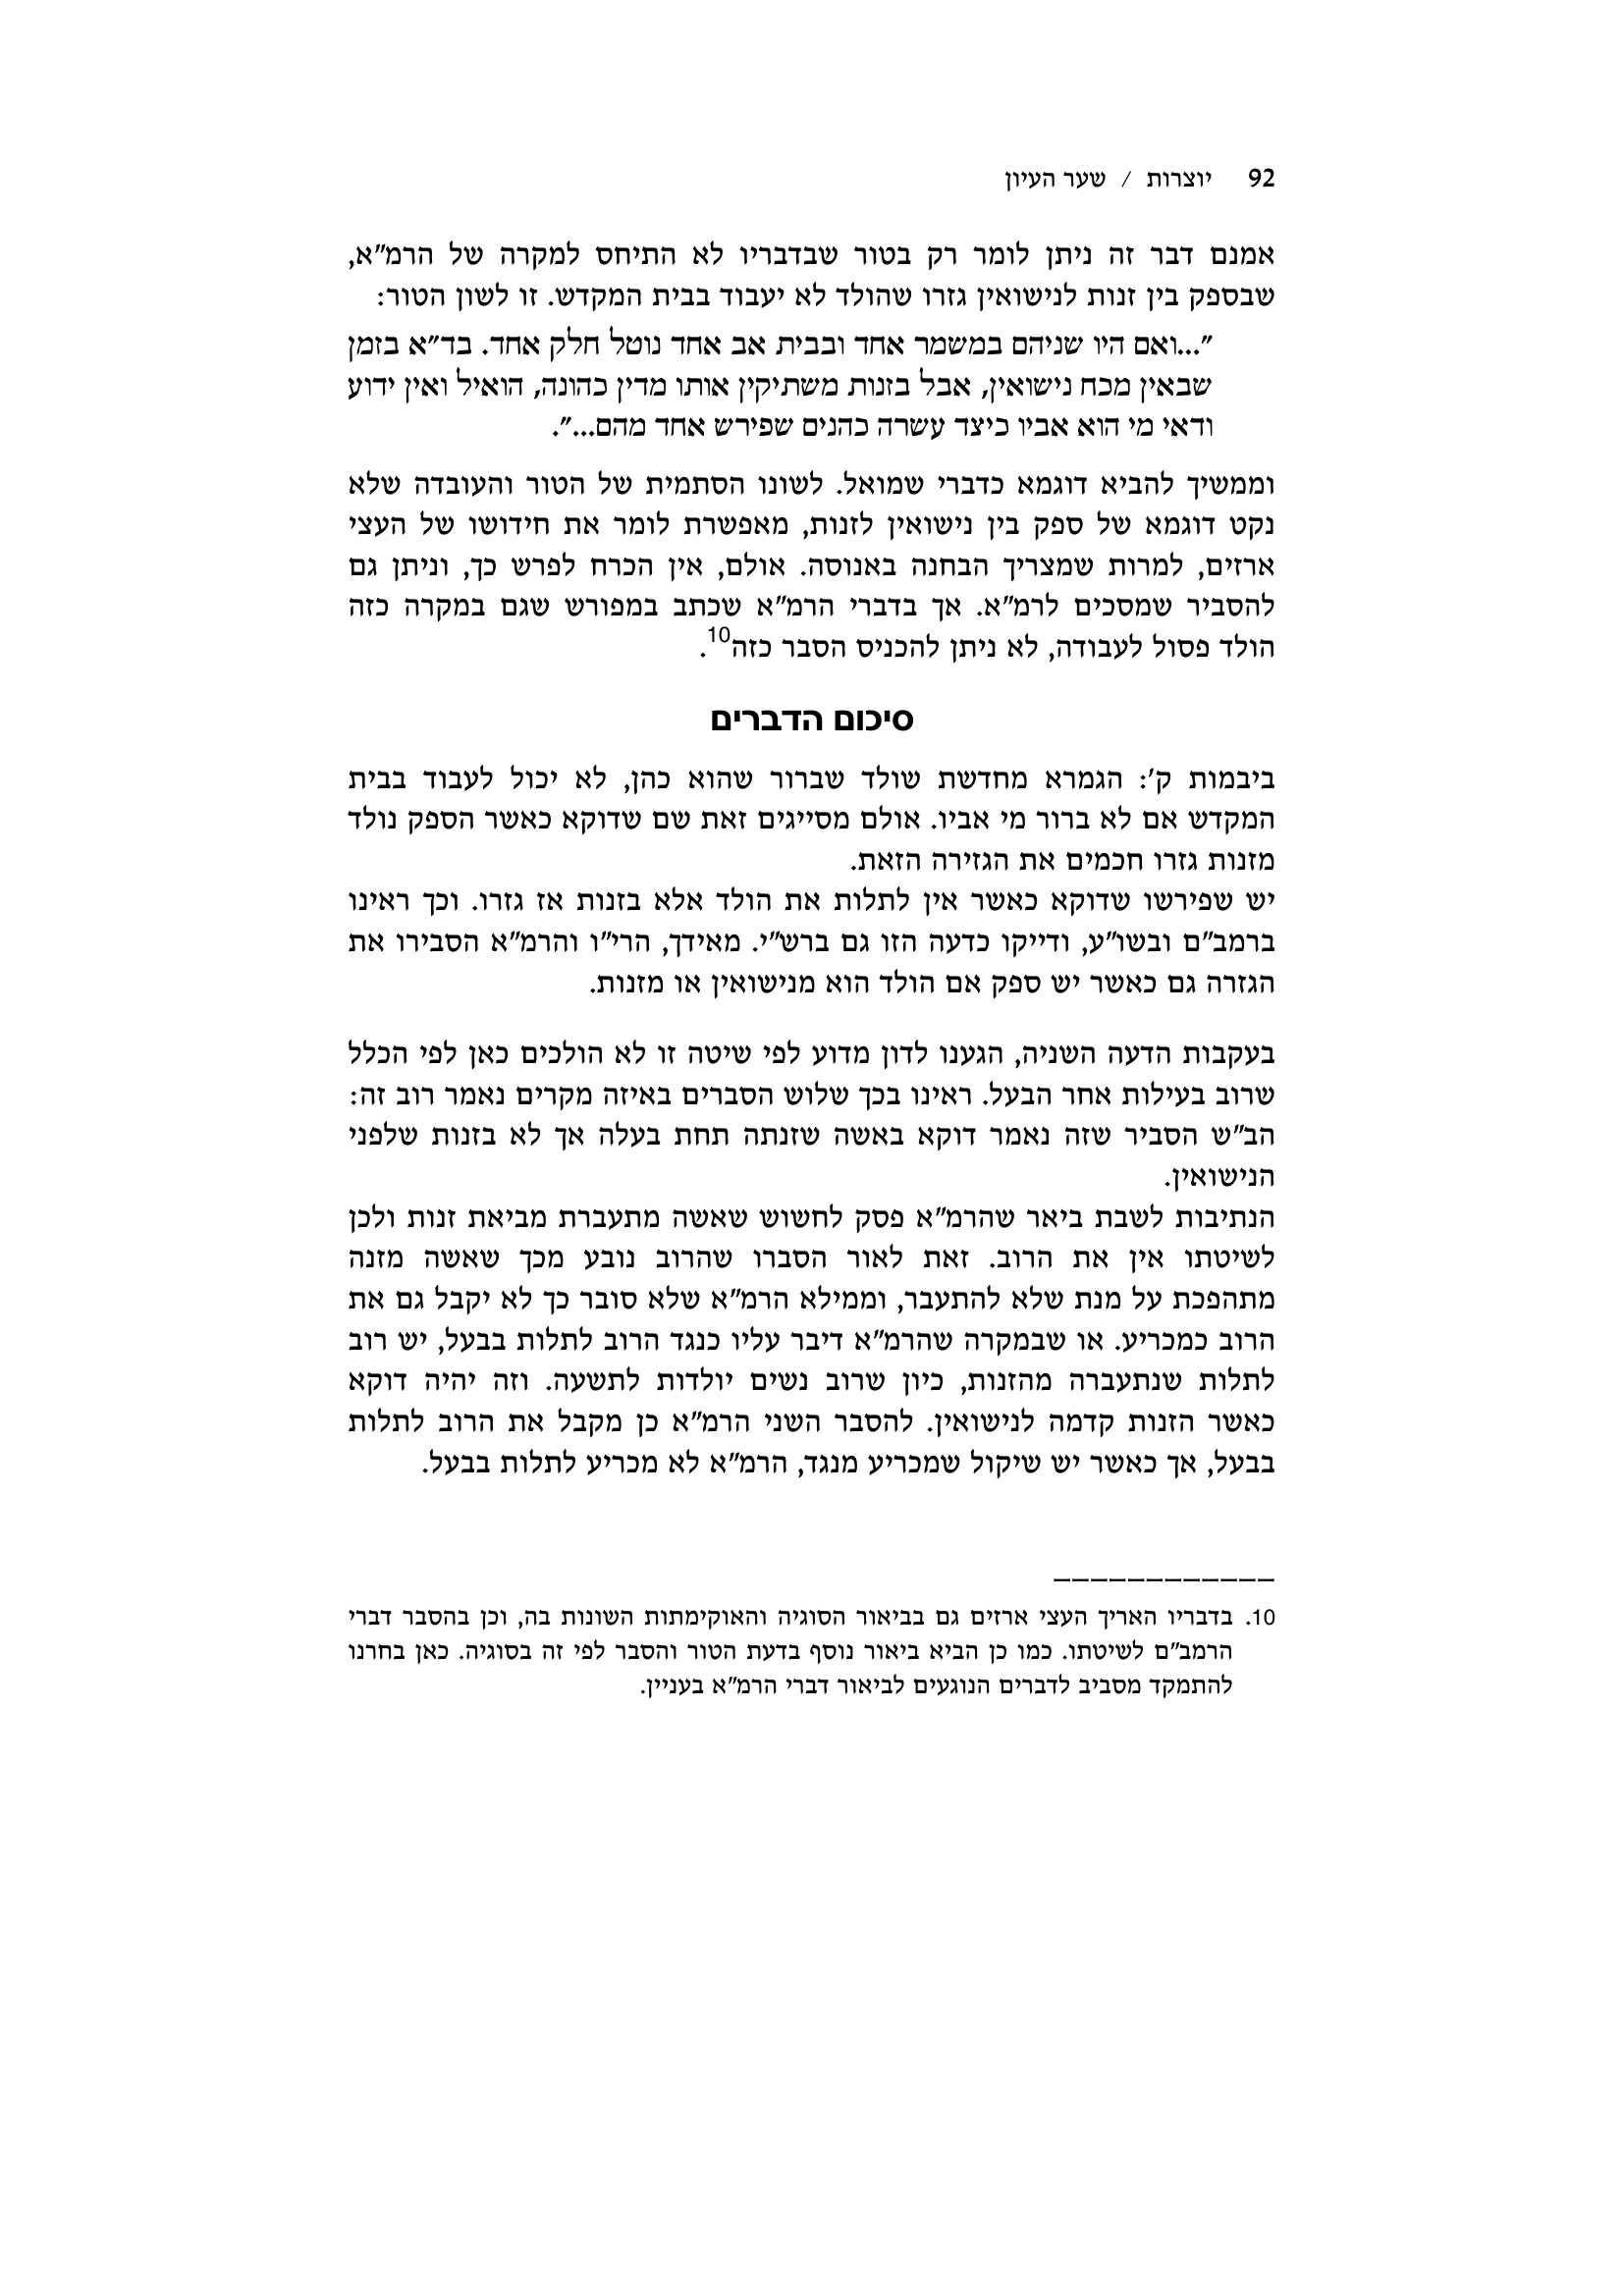 92 יוצרות / שער העיון
אמנם דבר זה ניתן לומר רק בטור שבדבריו לא התיחס למקרה של הרמ"א,
שבספק בין זנות לנישואין גזרו שהולד לא יעבוד בבית המקדש. זו לשון הטור:
"...ואם היו שניהם במשמר אחד ובבית אב אחד נוטל חלק אחד. בד"א בזמן
שבאין מכח נישואין, אבל בזנות משתיקין אותו מדין כהונה, הואיל ואין ידוע
ודאי מי הוא אביו כיצד עשרה כהנים שפירש אחד מהם...".
וממשיך להביא דוגמא כדברי שמואל. לשונו הסתמית של הטור והעובדה שלא
נקט דוגמא של ספק בין נישואין לזנות, מאפשרת לומר את חידושו של העצי
ארזים, למרות שמצריך הבחנה באנוסה. אולם, אין הכרח לפרש כך, וניתן גם
להסביר שמסכים לרמ"א. אך בדברי הרמ"א שכתב במפורש שגם במקרה כזה
הולד פסול לעבודה, לא ניתן להכניס הסבר כזה10.
סיכום הדברים
ביבמות ק': הגמרא מחדשת שולד שברור שהוא כהן, לא יכול לעבוד בבית
המקדש אם לא ברור מי אביו. אולם מסייגים זאת שם שדוקא כאשר הספק נולד
מזנות גזרו חכמים את הגזירה הזאת.
יש שפירשו שדוקא כאשר אין לתלות את הולד אלא בזנות אז גזרו. וכך ראינו
ברמב"ם ובשו"ע, ודייקו כדעה הזו גם ברש"י. מאידך, הרי"ו והרמ"א הסבירו את
הגזרה גם כאשר יש ספק אם הולד הוא מנישואין או מזנות.
בעקבות הדעה השניה, הגענו לדון מדוע לפי שיטה זו לא הולכים כאן לפי הכלל
שרוב בעילות אחר הבעל. ראינו בכך שלוש הסברים באיזה מקרים נאמר רוב זה:
הב"ש הסביר שזה נאמר דוקא באשה שזנתה תחת בעלה אך לא בזנות שלפני
הנישואין.
הנתיבות לשבת ביאר שהרמ"א פסק לחשוש שאשה מתעברת מביאת זנות ולכן
לשיטתו אין את הרוב. זאת לאור הסברו שהרוב נובע מכך שאשה מזנה
מתהפכת על מנת שלא להתעבר, וממילא הרמ"א שלא סובר כך לא יקבל גם את
הרוב כמכריע. או שבמקרה שהרמ"א דיבר עליו כנגד הרוב לתלות בבעל, יש רוב
לתלות שנתעברה מהזנות, כיון שרוב נשים יולדות לתשעה. וזה יהיה דוקא
כאשר הזנות קדמה לנישואין. להסבר השני הרמ"א כן מקבל את הרוב לתלות
בבעל, אך כאשר יש שיקול שמכריע מנגד, הרמ"א לא מכריע לתלות בבעל.
10. בדבריו האריך העצי ארזים גם בביאור הסוגיה והאוקימתות השונות בה, וכן בהסבר דברי
הרמב"ם לשיטתו. כמו כן הביא ביאור נוסף בדעת הטור והסבר לפי זה בסוגיה. כאן בחרנו
להתמקד מסביב לדברים הנוגעים לביאור דברי הרמ"א בעניין.